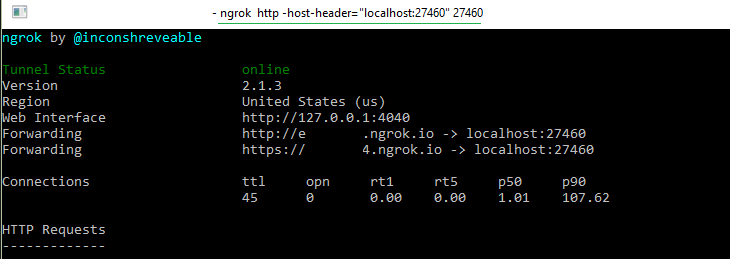 - ngrok http -host-header="localhost:27460" 27460
ngrok by @inconshreveable
Tunnel Status online
Version 2.1.3
Region United States (us)
Web Interface http://127.0.0.1:4040
Forwarding http://e .ngrok.io -> localhost:27460
Forwarding https:// 4.ngrok.io -> localhost:27460
Connections ttl opn rt1 rt5 p50 p90
45 0 0.00 0.00 1.01 107.62
HTTP Requests
-------------